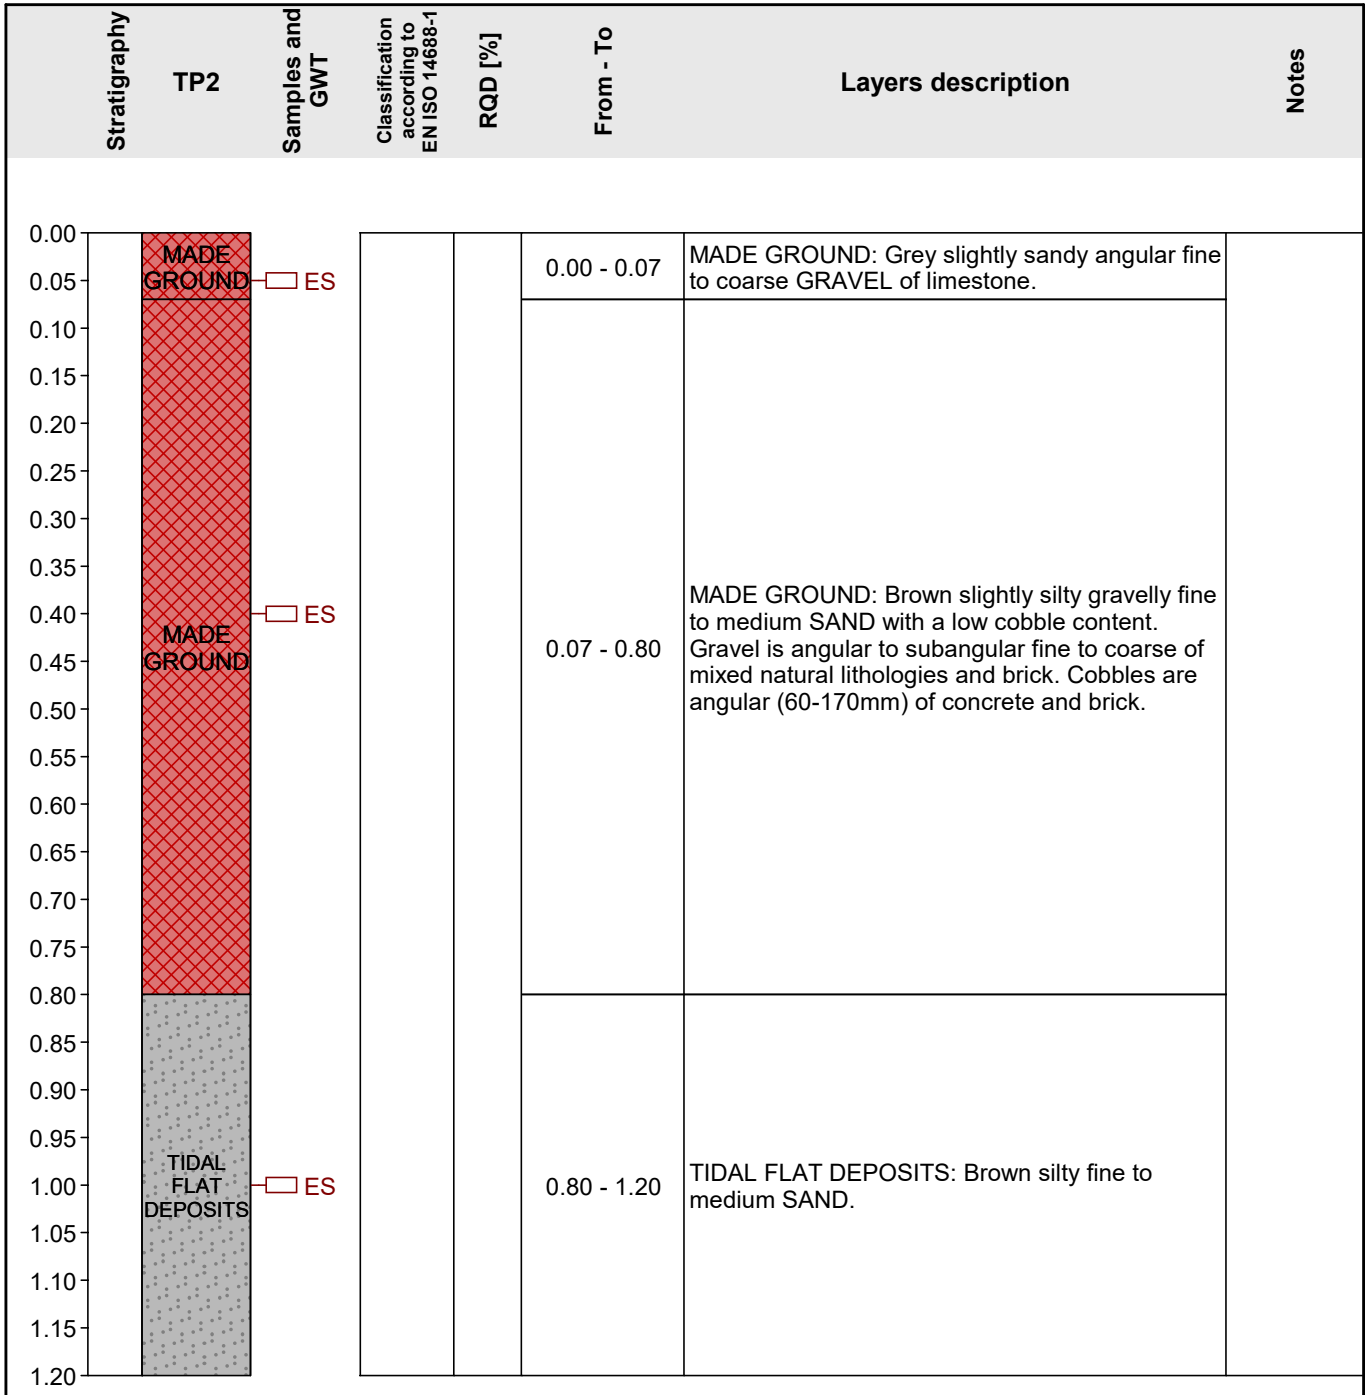 Stratigraphy
TP2
Samples and
GWT
Classification
according to
EN ISO 14688-1
RQD [%]
From - To
Layers description
Notes
0.00
0.05
0.10
0.15
0.20
0.25
0.30
0.35
0.40
0.45
0.50
0.55
0.60
0.65
0.70
0.75
0.80
0.85
0.90
0.95
1.00
1.05
1.10
1.15
1.20
MADE
GROUND
ES
0.00 - 0.07
MADE GROUND: Grey slightly sandy angular fine
to coarse GRAVEL of limestone.
MADE
GROUND
ES
0.07 - 0.80
MADE GROUND: Brown slightly silty gravelly fine
to medium SAND with a low cobble content.
Gravel is angular to subangular fine to coarse of
mixed natural lithologies and brick. Cobbles are
angular (60-170mm) of concrete and brick.
TIDAL
FLAT
DEPOSITS
ES
0.80 - 1.20
TIDAL FLAT DEPOSITS: Brown silty fine to
medium SAND.